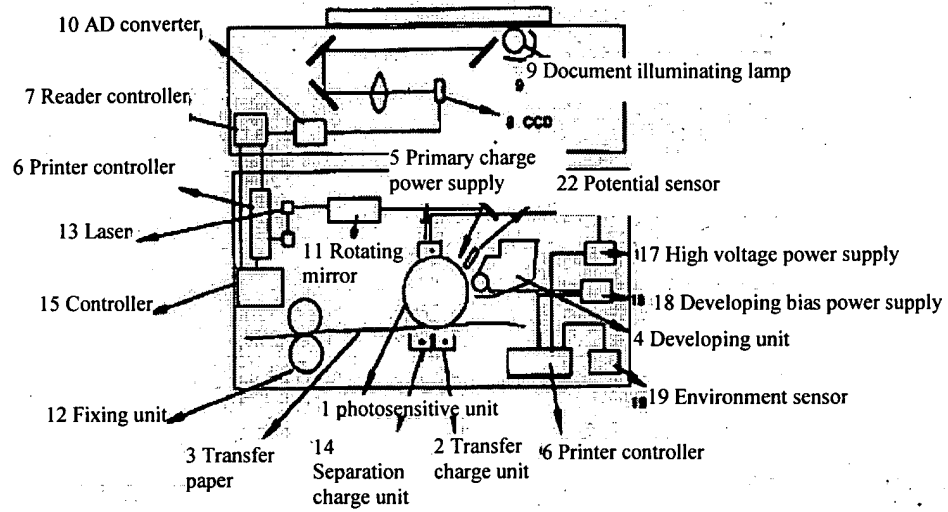 10 AD converter
9 Document illuminating lamp
9
7 Reader controller
8 CCD
5 Primary charge
power supply
6 Printer controller
22 Potential sensor
13 Laser
11 Rotating
mirror
17 High voltage power supply
15 Controller
18
18 Developing bias power supply
4 Developing unit
12 Fixing unit
1 photosensitive unit
19
19 Environment sensor
3 Transfer
paper
14
Separation
charge unit
2 Transfer
charge unit
6 Printer controller